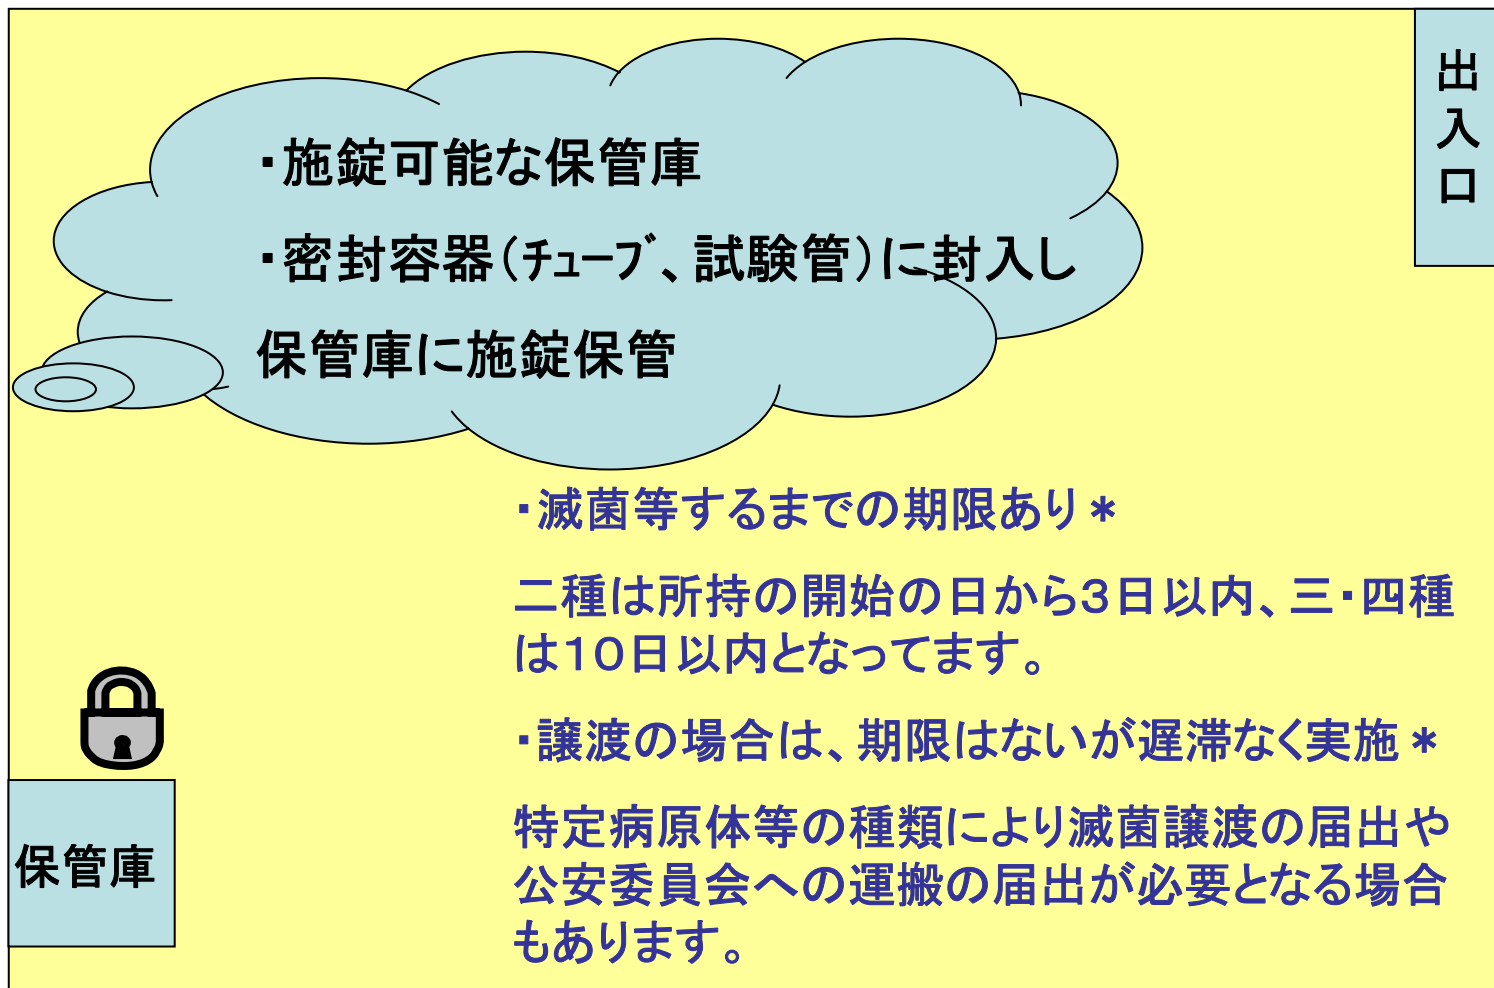 出入口
・施錠可能な保管庫
・密封容器(ﾁｭｰﾌﾞ、試験管)に封入し
保管庫に施錠保管
・滅菌等するまでの期限あり＊
二種は所持の開始の日から３日以内、三・四種
は１０日以内となってます。
・譲渡の場合は、期限はないが遅滞なく実施＊
特定病原体等の種類により滅菌譲渡の届出や
公安委員会への運搬の届出が必要となる場合
もあります。
保管庫